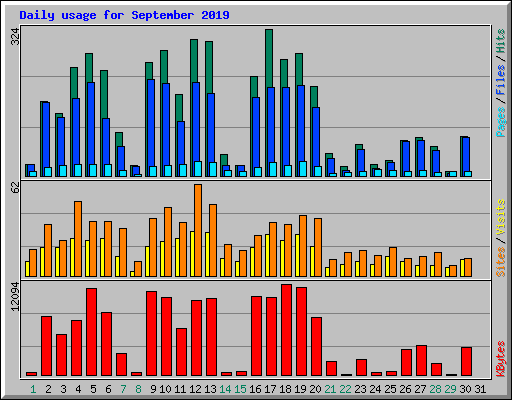 Daily usage for September 2019
324
Pages / Files / Hits
62
Sites / Visits
12094
KBytes
1 2 3 4 5 6 7 8 9 10 11 12 13 14 15 16 17 18 19 20 21 22 23 24 25 26 27 28 29 30 31